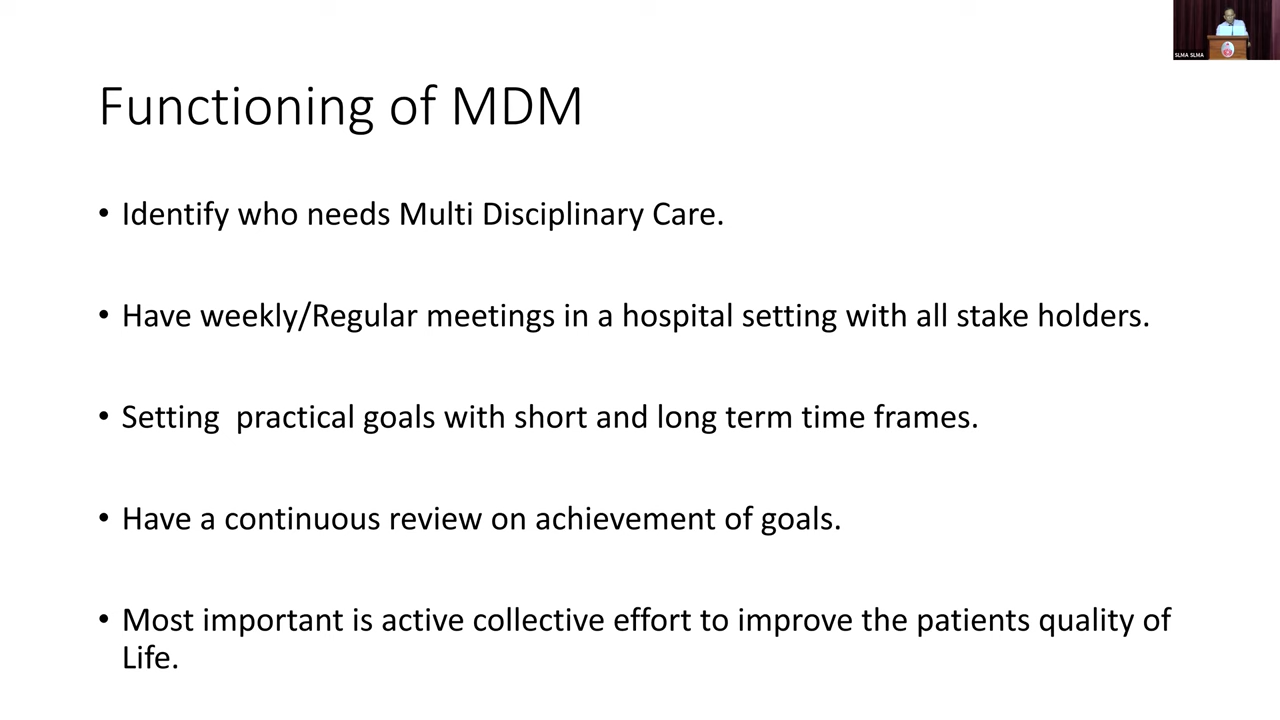 SLMA SLMA
Functioning of MDM
• Identify who needs Multi Disciplinary Care.
• Have weekly/Regular meetings in a hospital setting with all stake holders.
• Setting  practical goals with short and long term time frames.
• Have a continuous review on achievement of goals.
• Most important is active collective effort to improve the patients quality of
Life.